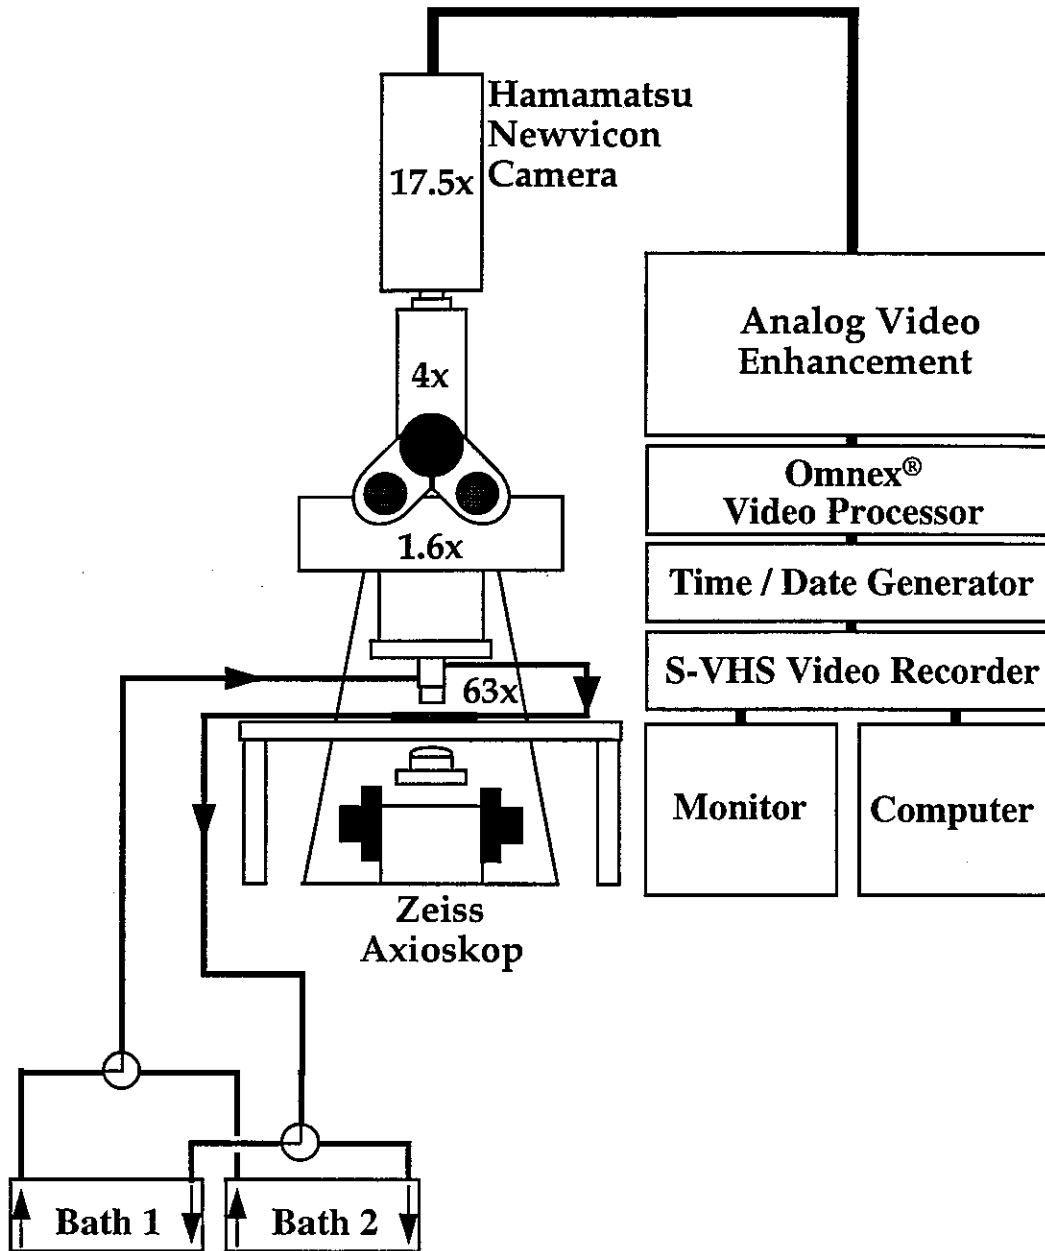 Hamamatsu
Newvicon
Camera
17.5x
4x
1.6x
63x
Zeiss
Axioskop
Analog Video
Enhancement
Omnex®
Video Processor
Time / Date Generator
S-VHS Video Recorder
Monitor
Computer
Bath 1
Bath 2